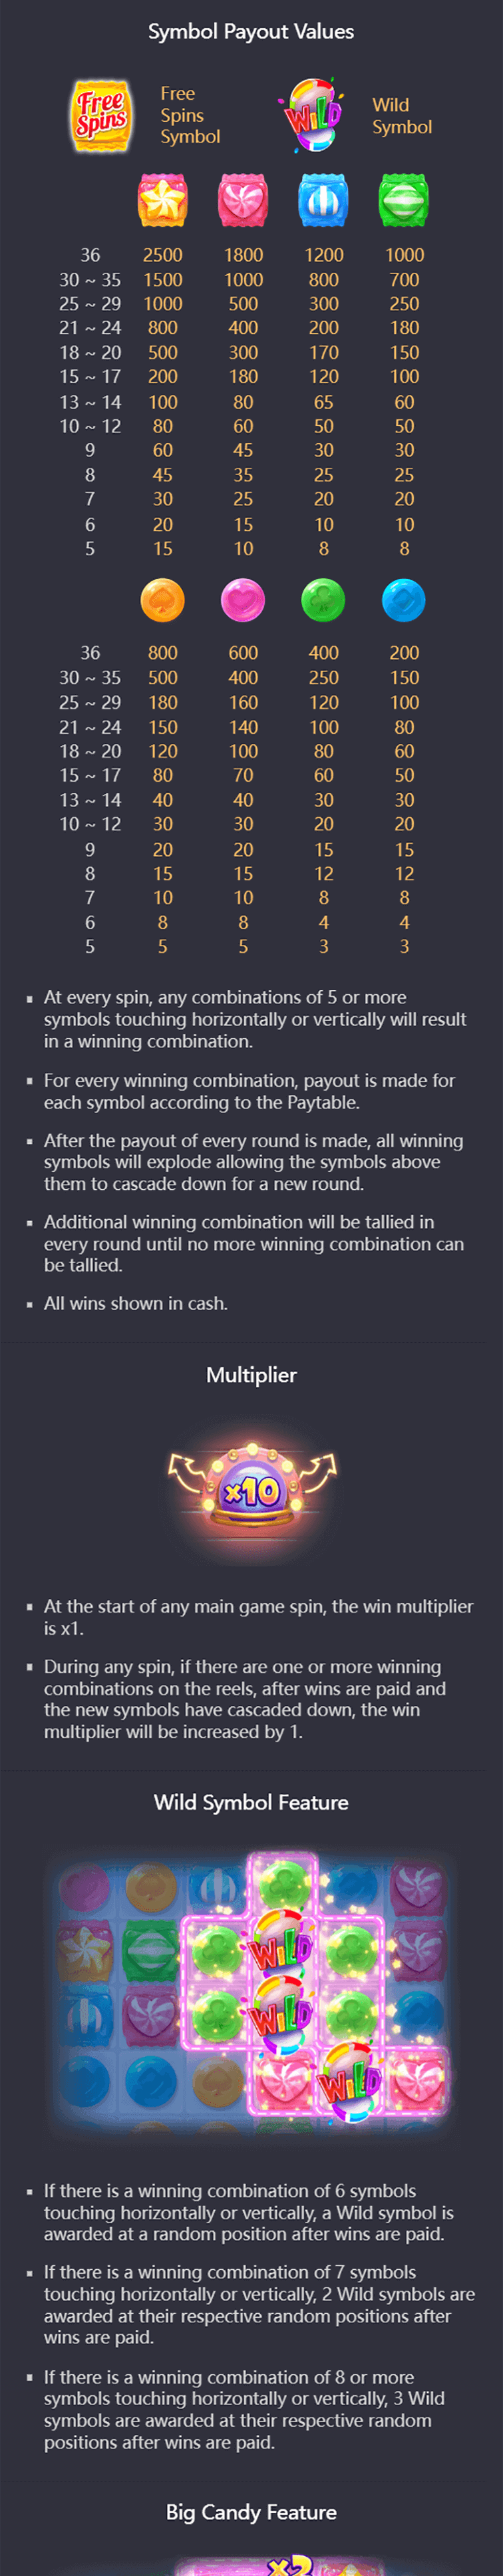 Symbol Payout Values
Free Spins
Free
Spins
Symbol
WILD
Wild
Symbol
36 2500 1800 1200 1000
30 ~ 35 1500 1000 800 700
25 ~ 29 1000 500 300 250
21 ~ 24 800 400 200 180
18 ~ 20 500 300 170 150
15 ~ 17 200 180 120 100
13 ~ 14 100 80 65 60
10 ~ 12 80 60 50 50
9 60 45 30 30
8 45 35 25 25
7 30 25 20 20
6 20 15 10 10
5 15 10 8 8
36 800 600 400 200
30 ~ 35 500 400 250 150
25 ~ 29 180 160 120 100
21 ~ 24 150 140 100 80
18 ~ 20 120 100 80 60
15 ~ 17 80 70 60 50
13 ~ 14 40 40 30 30
10 ~ 12 30 30 20 20
9 20 20 15 15
8 15 15 12 12
7 10 10 8 8
6 8 8 4 4
5 5 5 3 3
▪ At every spin, any combinations of 5 or more
symbols touching horizontally or vertically will result
in a winning combination.
▪ For every winning combination, payout is made for
each symbol according to the Paytable.
▪ After the payout of every round is made, all winning
symbols will explode allowing the symbols above
them to cascade down for a new round.
▪ Additional winning combination will be tallied in
every round until no more winning combination can
be tallied.
▪ All wins shown in cash.
Multiplier
x10
▪ At the start of any main game spin, the win multiplier
is x1.
▪ During any spin, if there are one or more winning
combinations on the reels, after wins are paid and
the new symbols have cascaded down, the win
multiplier will be increased by 1.
Wild Symbol Feature
WILD
WILD
WILD
▪ If there is a winning combination of 6 symbols
touching horizontally or vertically, a Wild symbol is
awarded at a random position after wins are paid.
▪ If there is a winning combination of 7 symbols
touching horizontally or vertically, 2 Wild symbols are
awarded at their respective random positions after
wins are paid.
▪ If there is a winning combination of 8 or more
symbols touching horizontally or vertically, 3 Wild
symbols are awarded at their respective random
positions after wins are paid.
Big Candy Feature
x2